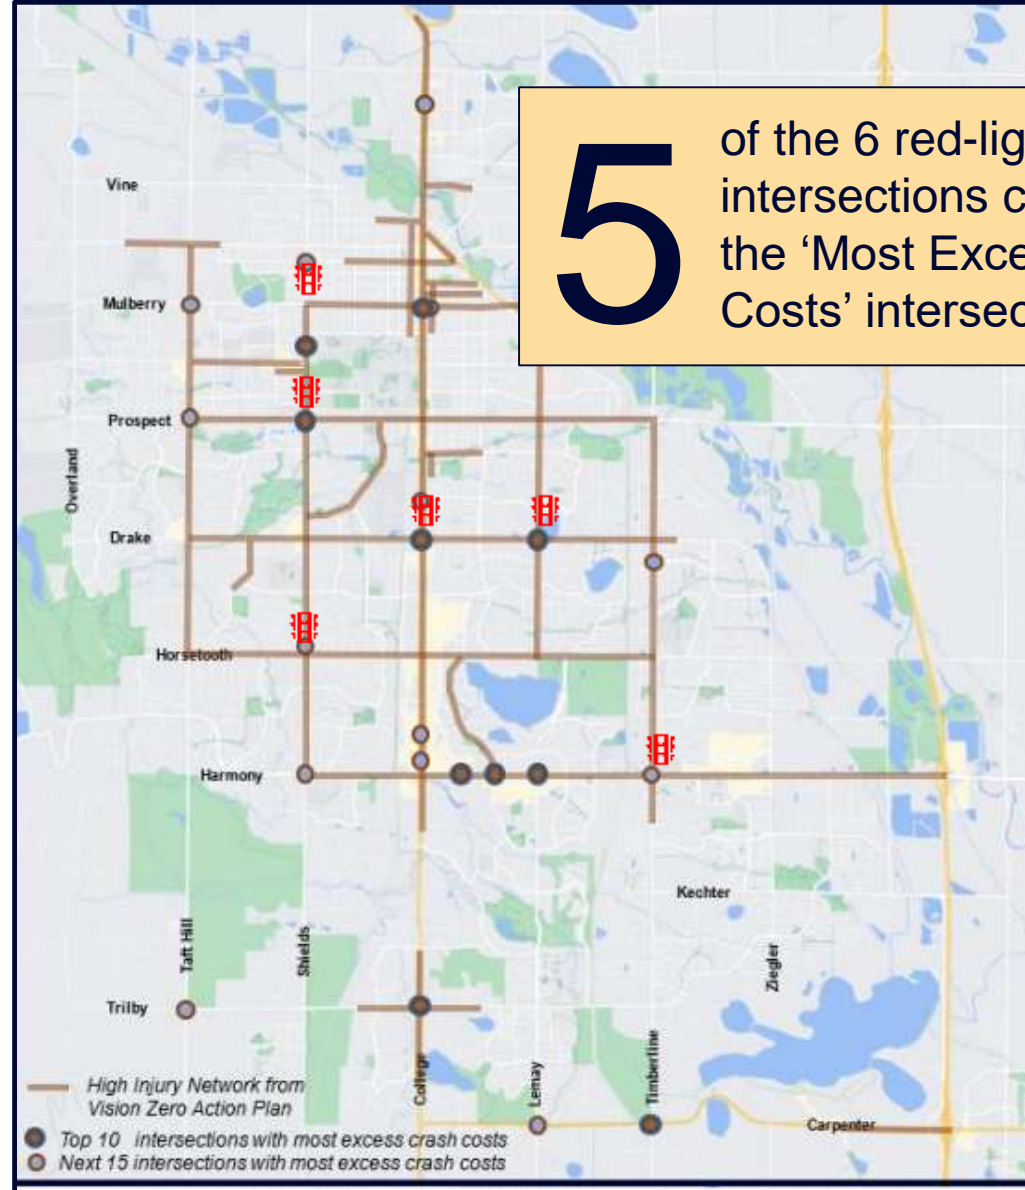 5
of the 6 red-lig
intersections c
the ‘Most Exce
Costs’ intersec
Vine
Mulberry
Prospect
Overland
Drake
Horsetooth
Harmony
Kechter
Taft Hill
Shields
Ziegler
Trilby
College
Lemay
Timberline
Carpenter
High Injury Network from
Vision Zero Action Plan
Top 10 intersections with most excess crash costs
Next 15 intersections with most excess crash costs